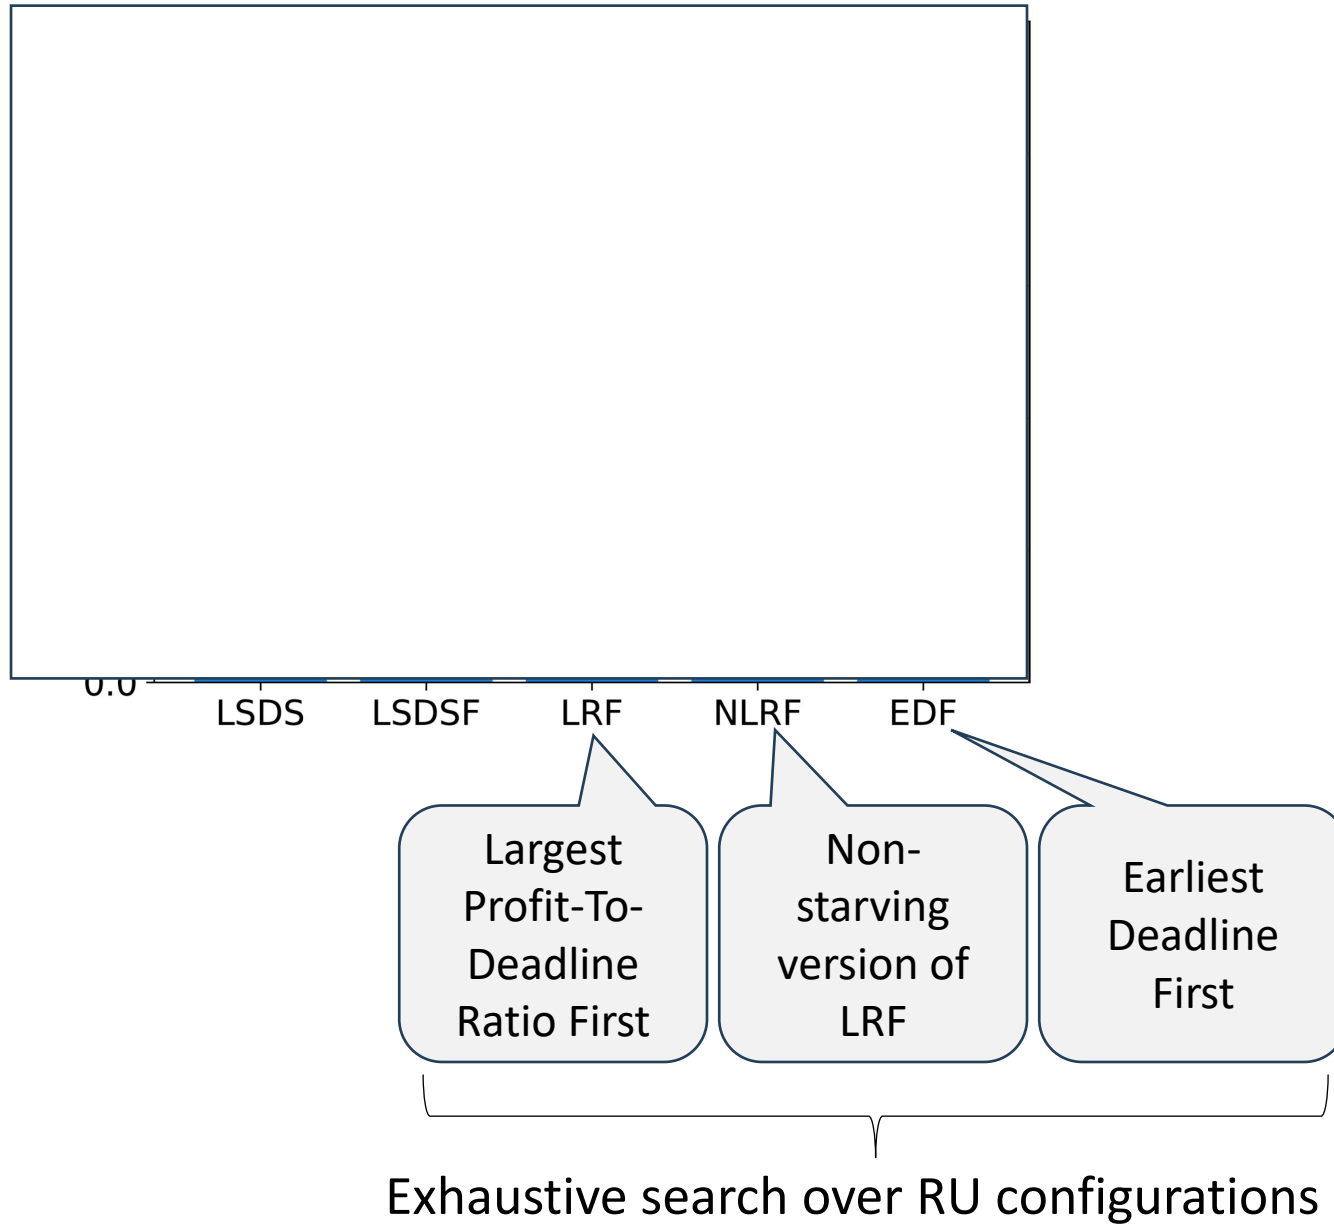 0.0
LSDS LSDSF LRF NLRF EDF
Largest
Profit-To-
Deadline
Ratio First
Non-
starving
version of
LRF
Earliest
Deadline
First
Exhaustive search over RU configurations